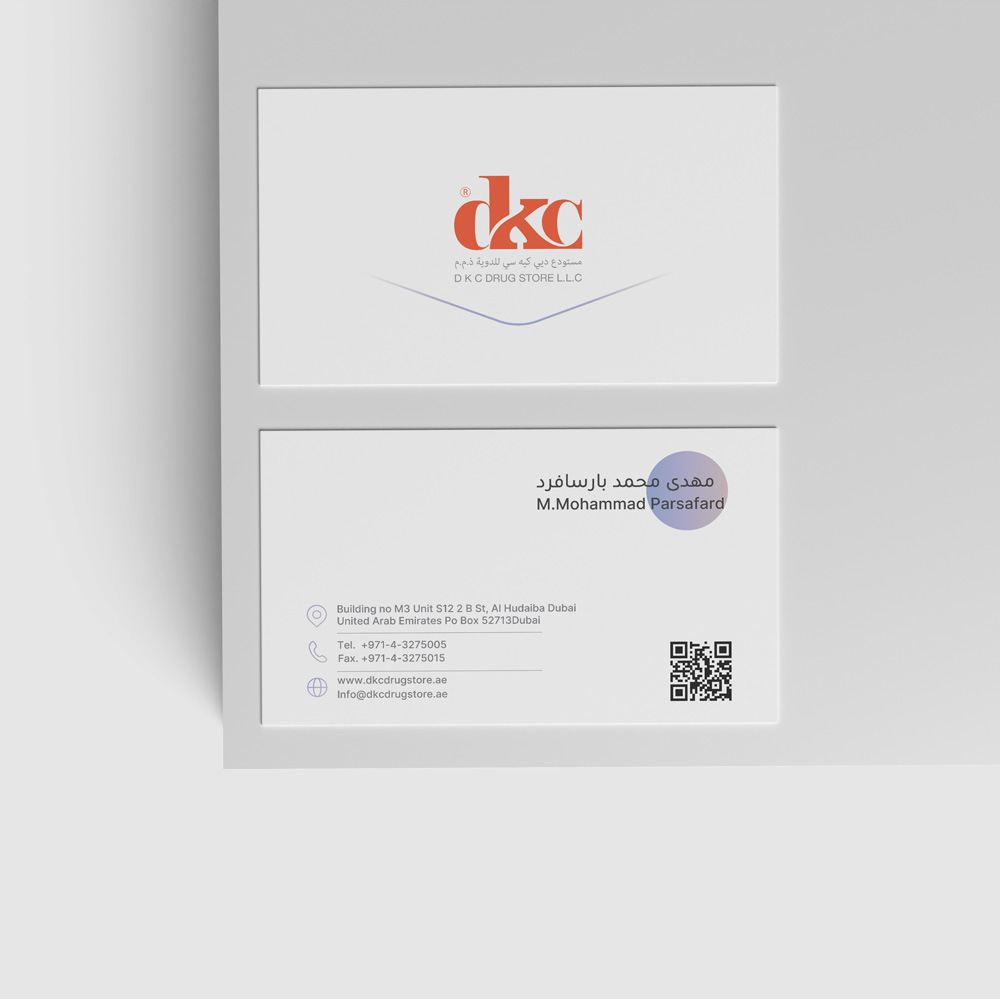 ®
dkc
مستودع ديي كيه سي للدوية ذ.م.م
D K C DRUG STORE L.L.C
مهدی محمد بارسافرد
M.Mohammad Parsafard
Building no M3 Unit S12 2 B St, Al Hudaiba Dubai
United Arab Emirates Po Box 52713Dubai
Tel. +971-4-3275005
Fax. +971-4-3275015
www.dkcdrugstore.ae
Info@dkcdrugstore.ae